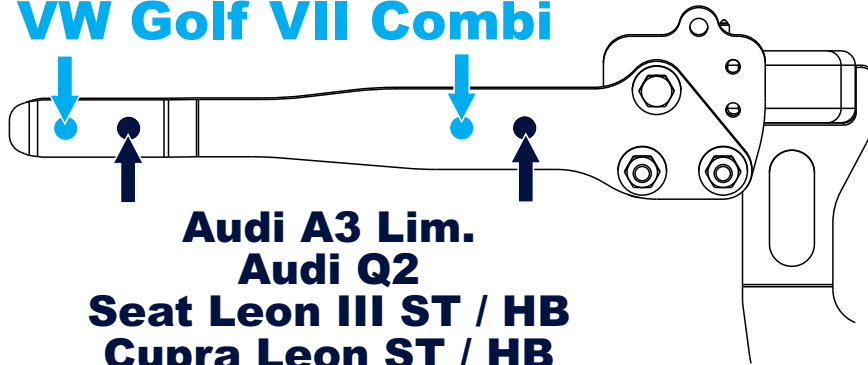 VW Golf VII Combi
Audi A3 Lim.
Audi Q2
Seat Leon III ST / HB
Cupra Leon ST / HB